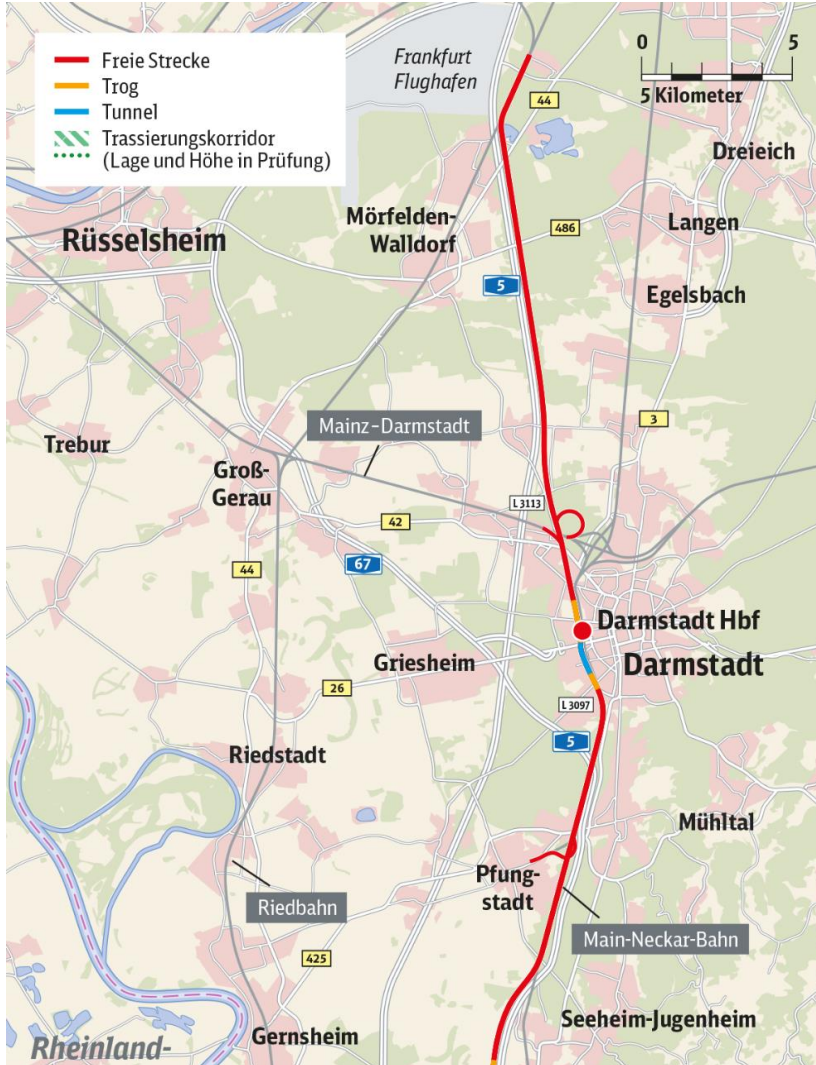 Freie Strecke
Trog
Tunnel
Trassierungskorridor
(Lage und Höhe in Prüfung)
Frankfurt
Flughafen
0 5
5 Kilometer
44
Dreieich
Mörfelden-
Walldorf
486
Langen
Rüsselsheim
5
Egelsbach
3
Mainz-Darmstadt
Trebur
Groß-
Gerau
L 3113
42
67
44
Darmstadt Hbf
Griesheim
Darmstadt
26
L 3097
5
Riedstadt
Mühltal
Pfung-
stadt
Riedbahn
Main-Neckar-Bahn
425
Seeheim-Jugenheim
Gernsheim
Rheinland-